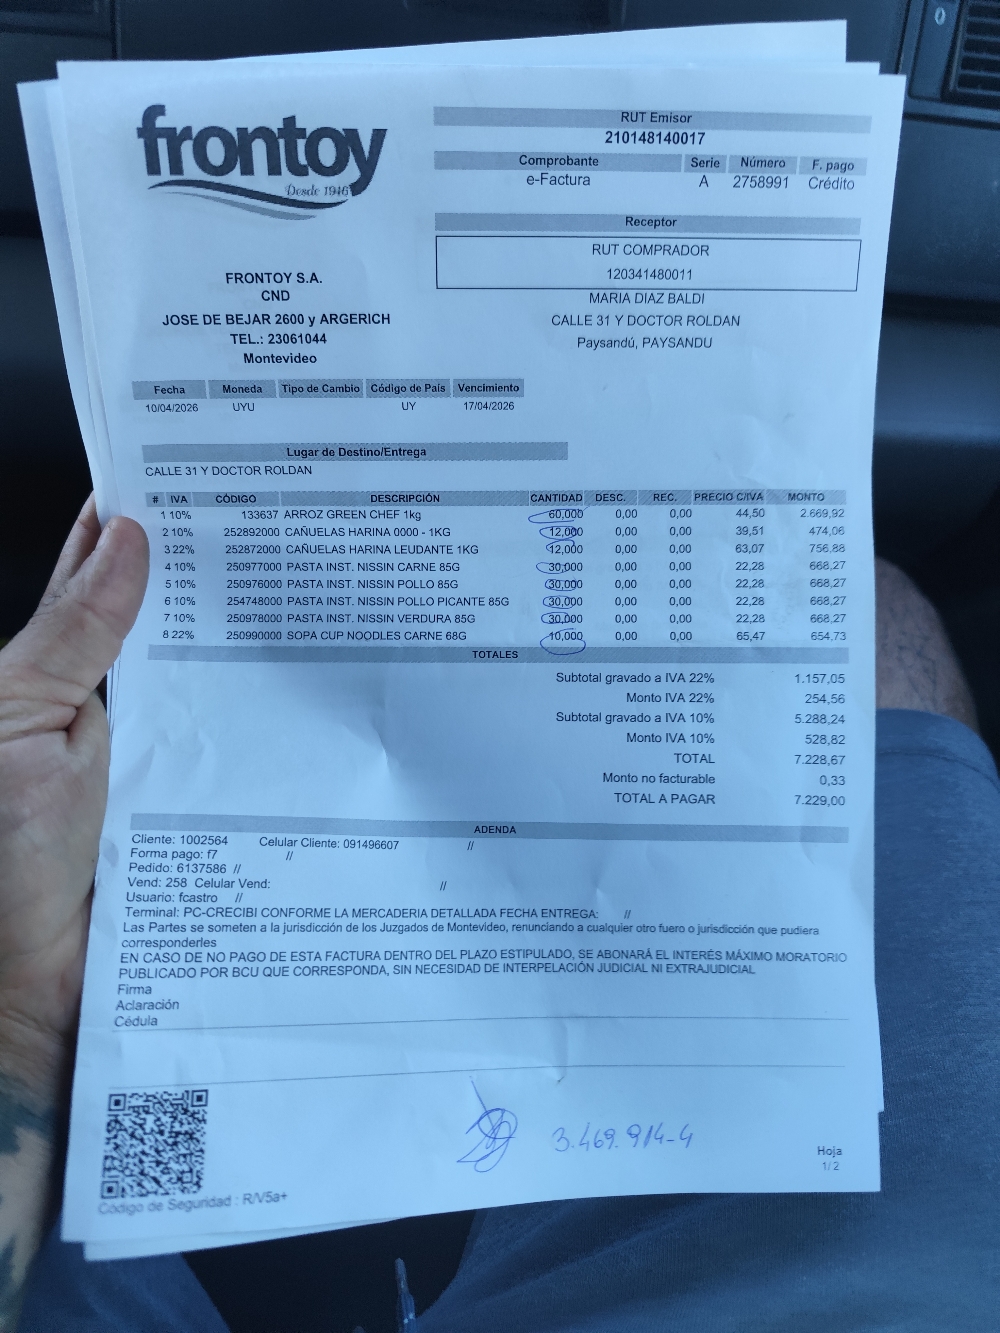 frontoy
Desde 1946
RUT Emisor
210148140017
Comprobante Serie Número F. pago
e-Factura A 2758991 Crédito
Receptor
RUT COMPRADOR
120341480011
MARIA DIAZ BALDI
CALLE 31 Y DOCTOR ROLDAN
Paysandú, PAYSANDU
FRONTOY S.A.
CND
JOSE DE BEJAR 2600 y ARGERICH
TEL.: 23061044
Montevideo
Fecha Moneda Tipo de Cambio Código de País Vencimiento
10/04/2026 UYU UY 17/04/2026
Lugar de Destino/Entrega
CALLE 31 Y DOCTOR ROLDAN
# IVA CÓDIGO DESCRIPCIÓN CANTIDAD DESC. REC. PRECIO C/IVA MONTO
1 10% 133637 ARROZ GREEN CHEF 1kg 60,000 0,00 0,00 44,50 2.669,92
2 10% 252892000 CAÑUELAS HARINA 0000 - 1KG 12,000 0,00 0,00 39,51 474,06
3 22% 252872000 CAÑUELAS HARINA LEUDANTE 1KG 12,000 0,00 0,00 63,07 756,88
4 10% 250977000 PASTA INST. NISSIN CARNE 85G 30,000 0,00 0,00 22,28 668,27
5 10% 250976000 PASTA INST. NISSIN POLLO 85G 30,000 0,00 0,00 22,28 668,27
6 10% 254748000 PASTA INST. NISSIN POLLO PICANTE 85G 30,000 0,00 0,00 22,28 668,27
7 10% 250978000 PASTA INST. NISSIN VERDURA 85G 30,000 0,00 0,00 22,28 668,27
8 22% 250990000 SOPA CUP NOODLES CARNE 68G 10,000 0,00 0,00 65,47 654,73
TOTALES
Subtotal gravado a IVA 22% 1.157,05
Monto IVA 22% 254,56
Subtotal gravado a IVA 10% 5.288,24
Monto IVA 10% 528,82
TOTAL 7.228,67
Monto no facturable 0,33
TOTAL A PAGAR 7.229,00
ADENDA
Cliente: 1002564 Celular Cliente: 091496607 //
Forma pago: f7 //
Pedido: 6137586 //
Vend: 258 Celular Vend: //
Usuario: fcastro //
Terminal: PC-CRECIBI CONFORME LA MERCADERIA DETALLADA FECHA ENTREGA: //
Las Partes se someten a la jurisdicción de los Juzgados de Montevideo, renunciando a cualquier otro fuero o jurisdicción que pudiera
corresponderles
EN CASO DE NO PAGO DE ESTA FACTURA DENTRO DEL PLAZO ESTIPULADO, SE ABONARÁ EL INTERÉS MÁXIMO MORATORIO
PUBLICADO POR BCU QUE CORRESPONDA, SIN NECESIDAD DE INTERPELACIÓN JUDICIAL NI EXTRAJUDICIAL
Firma
Aclaración
Cédula
3.469.914-4
Hoja
1/2
Código de Seguridad : R/V5a+